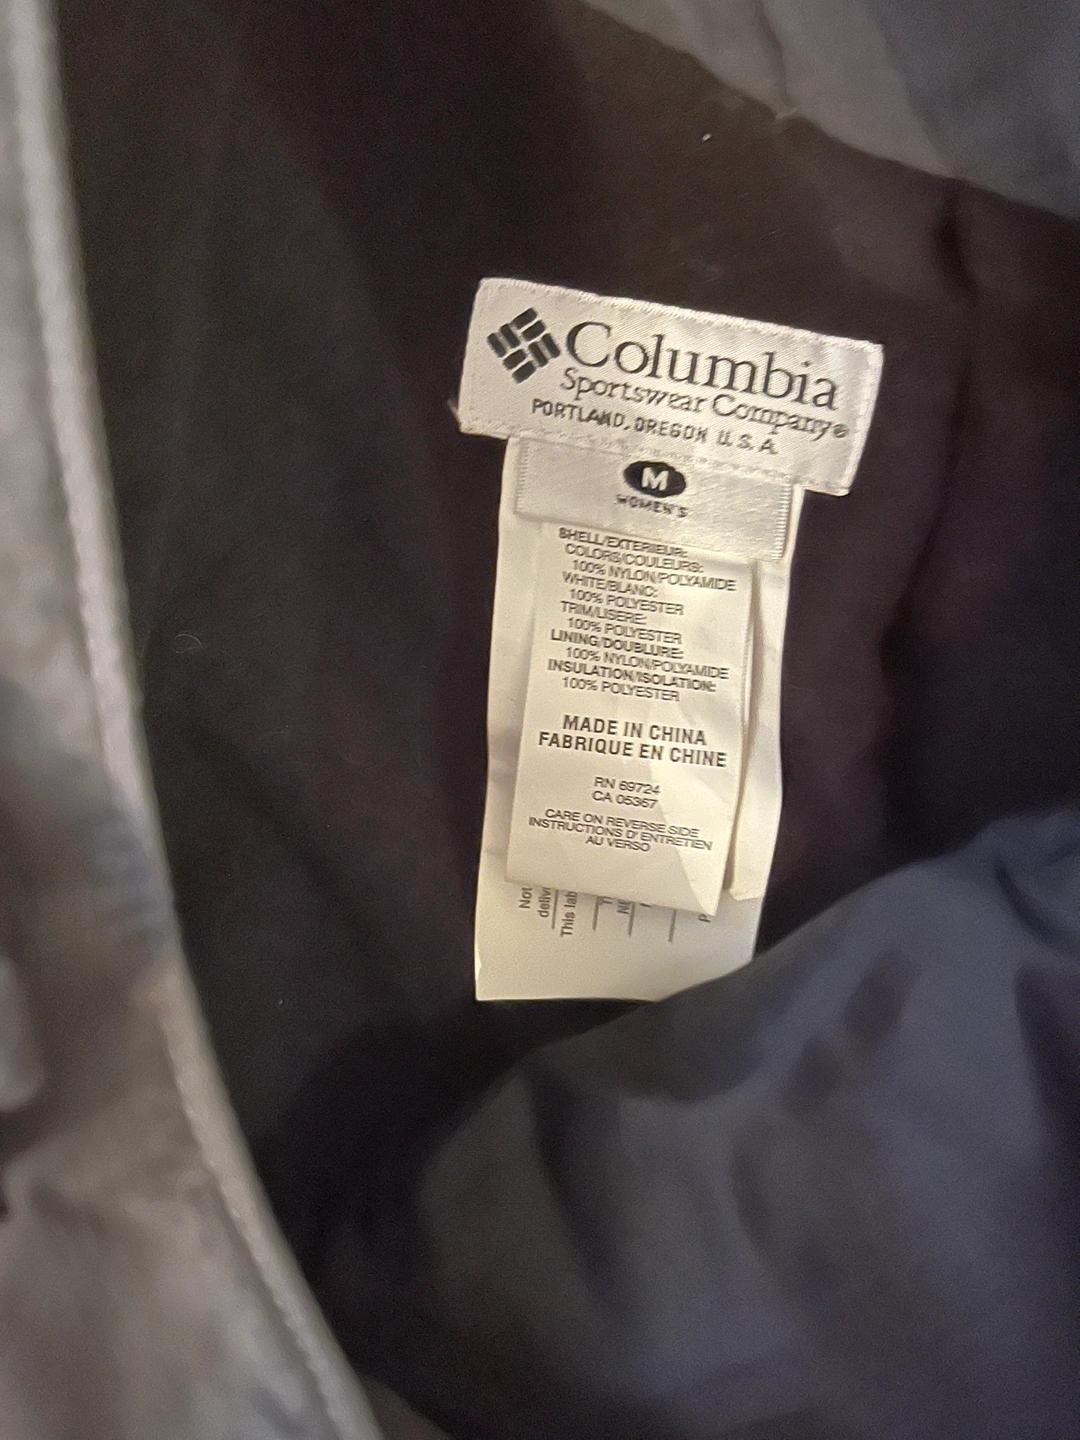 Columbia
Sportswear Company®
PORTLAND, OREGON U.S.A.
M
WOMEN'S
SHELL/EXTERIEUR:
COLORS/COULEURS:
100% NYLON/POLYAMIDE
WHITE/BLANC:
100% POLYESTER
TRIM/LISERE:
100% POLYESTER
LINING/DOUBLURE:
100% NYLON/POLYAMIDE
INSULATION/ISOLATION:
100% POLYESTER
MADE IN CHINA
FABRIQUE EN CHINE
RN 69724
CA 05367
CARE ON REVERSE SIDE
INSTRUCTIONS D' ENTRETIEN
AU VERSO
Not
This